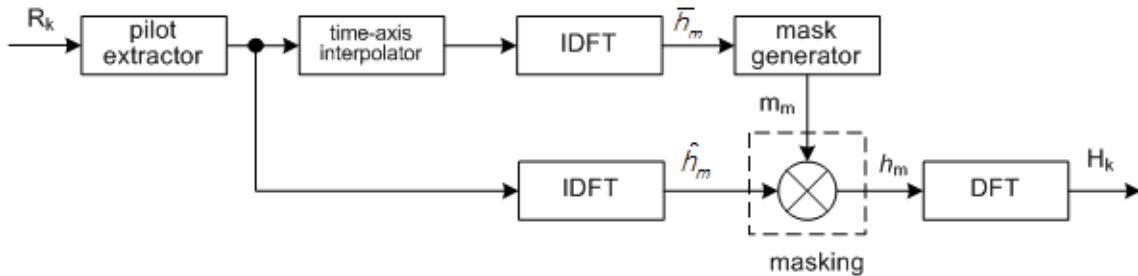 R_k
pilot
extractor
time-axis
interpolator
IDFT
h̅_m
mask
generator
m_m
IDFT
ĥ_m
h_m
DFT
H_k
masking